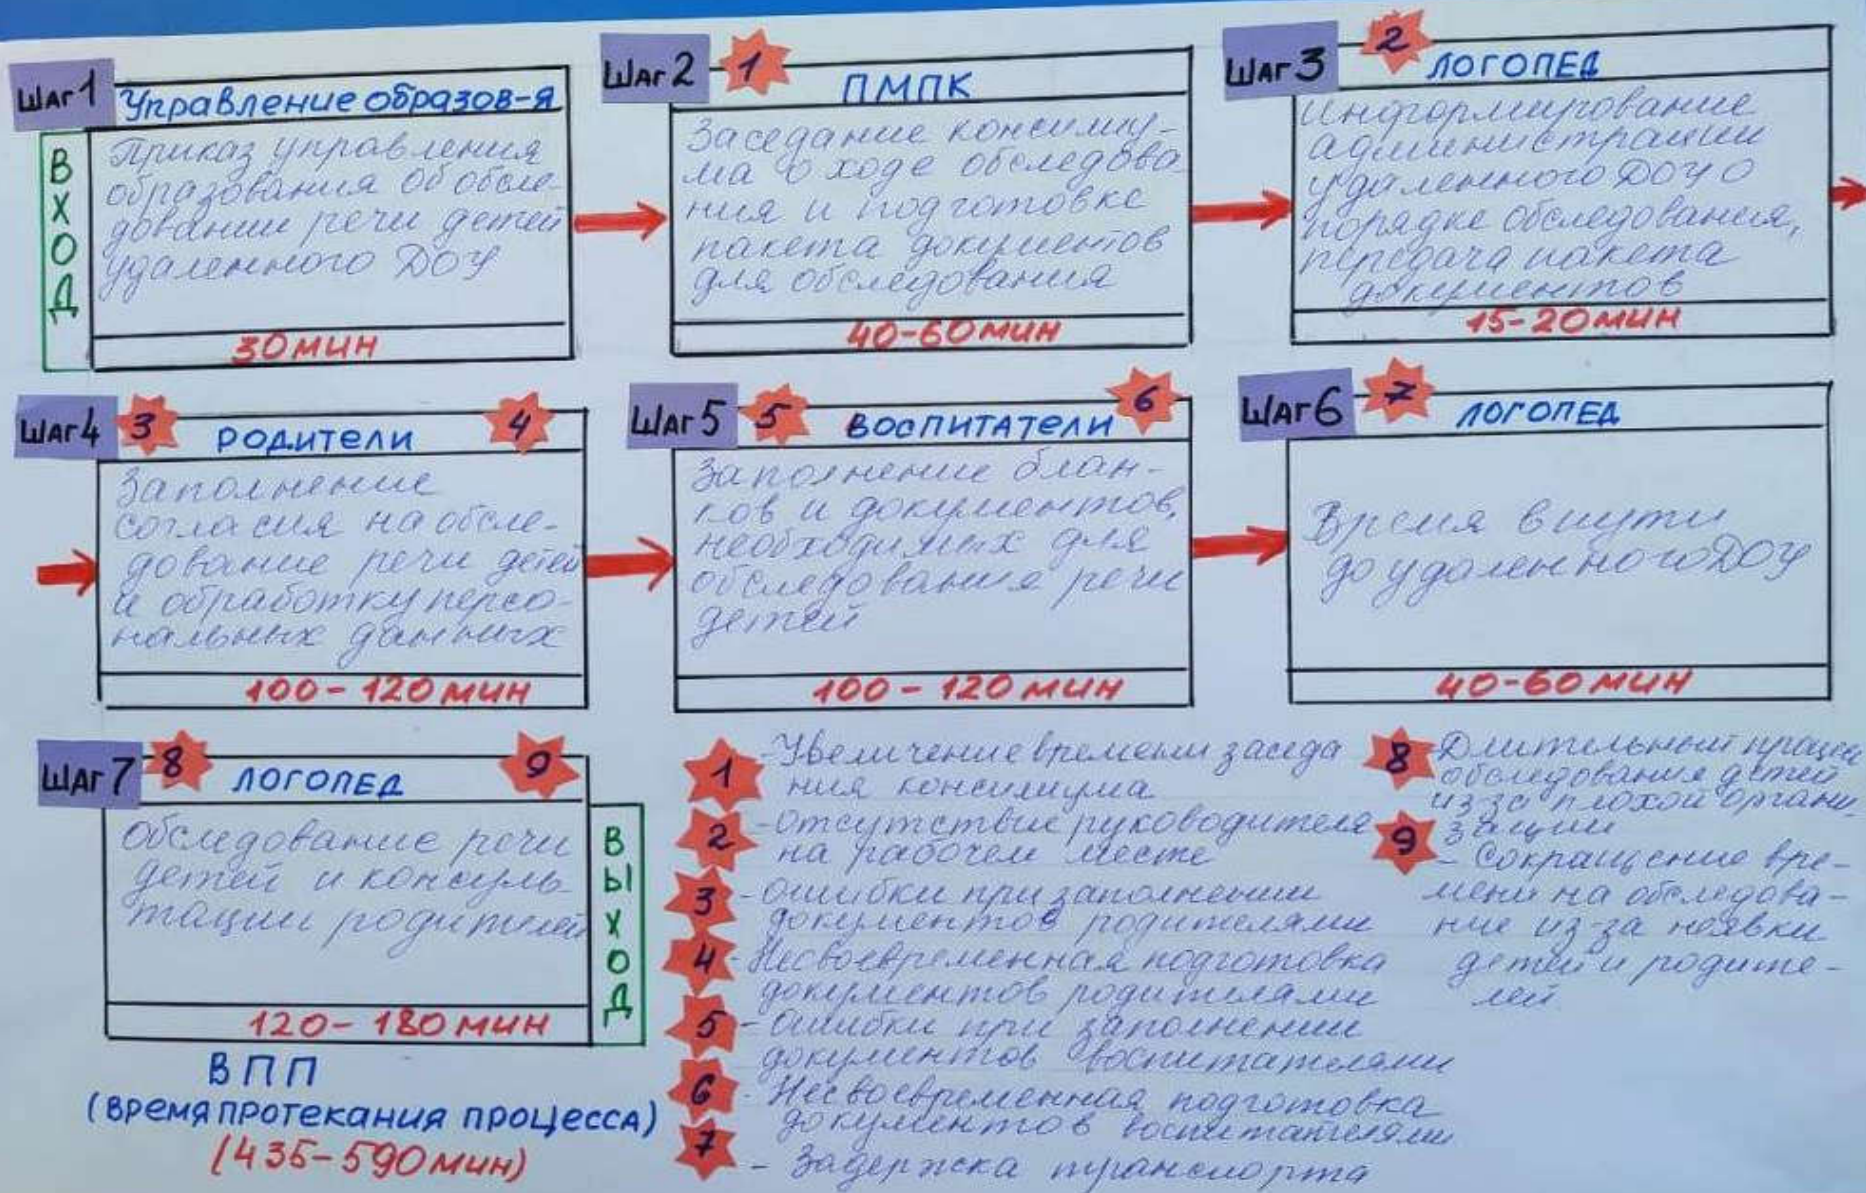 Шаг 1
Управление образов-я
ВХОД
Приказ управления
образования об обсле-
довании речи детей
удаленного ДОУ
30 мин
Шаг 2
1
ПМПК
Заседание консилиу-
ма о ходе обследова
ния и подготовке
пакета документов
для обследования
40-60 мин
Шаг 3
2
ЛОГОПЕД
Информирование
администрации
удаленного ДОУ о
порядке обследования,
передача пакета
документов
15-20 мин
Шаг 4
3
РОДИТЕЛИ
4
Заполнение
согласия на обсле-
дование речи детей
и обработку персо-
нальных данных
100-120 мин
Шаг 5
5
ВОСПИТАТЕЛИ
6
Заполнение блан-
ков и документов,
необходимых для
обследования речи
детей
100-120 мин
Шаг 6
7
ЛОГОПЕД
Время в пути
до удаленного ДОУ
40-60 мин
Шаг 7
8
ЛОГОПЕД
9
Обследование речи
детей и консуль
тации родителей
ВЫХОД
120-180 мин
ВПП
(время протекания процесса)
(435-590 мин)
1 - Увеличение времени заседа
ния консилиума
2 - Отсутствие руководителя
на рабочем месте
3 - Ошибки при заполнении
документов родителями
4 - Несвоевременная подготовка
документов родителями
5 - Ошибки при заполнении
документов воспитателями
6 - Несвоевременная подготовка
документов воспитателями
7 - Задержка транспорта
8 - Длительный процесс
обследования детей
из за плохой органи
зации
9 - Сокращение вре-
мени на обследова-
ние из-за неявки
детей и родите-
лей